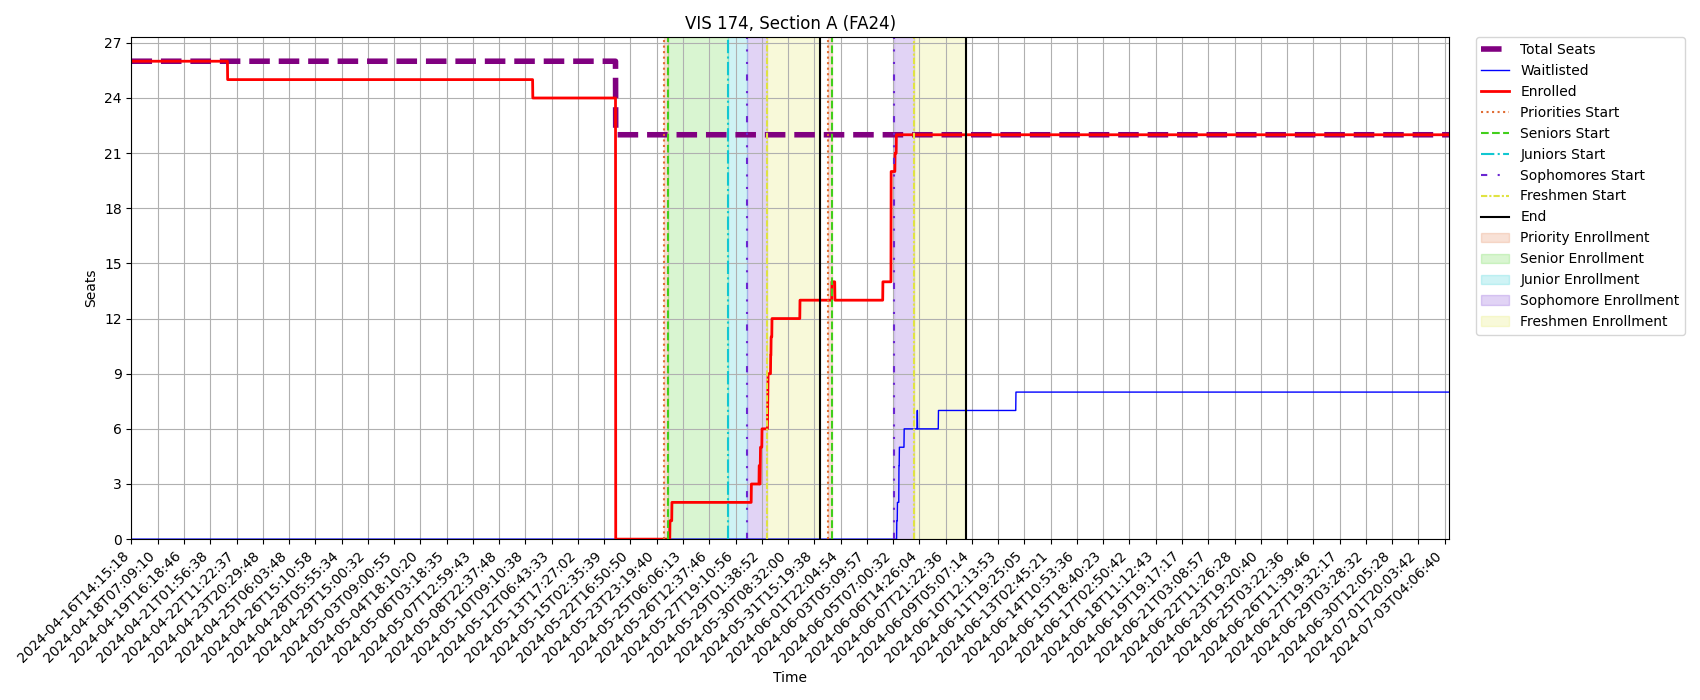 VIS 174, Section A (FA24)
27
24
21
18
15
12
9
6
3
0
Seats
2024-04-16T14:15:18
2024-04-18T07:09:10
2024-04-19T16:18:46
2024-04-21T01:56:38
2024-04-22T11:22:37
2024-04-23T20:29:48
2024-04-25T06:03:48
2024-04-26T15:10:58
2024-04-28T05:55:34
2024-04-29T15:00:32
2024-05-03T09:00:55
2024-05-04T18:10:20
2024-05-06T03:18:35
2024-05-07T12:59:43
2024-05-08T22:37:48
2024-05-10T09:10:38
2024-05-12T06:43:33
2024-05-13T17:27:02
2024-05-15T02:35:39
2024-05-22T16:50:50
2024-05-23T23:19:40
2024-05-25T06:06:13
2024-05-26T12:37:46
2024-05-27T19:10:56
2024-05-29T01:38:52
2024-05-30T08:32:00
2024-05-31T15:19:38
2024-06-01T22:04:54
2024-06-03T05:09:57
2024-06-05T07:00:32
2024-06-06T14:26:04
2024-06-07T21:22:36
2024-06-09T05:07:14
2024-06-10T12:13:53
2024-06-11T19:25:05
2024-06-13T02:45:21
2024-06-14T10:53:36
2024-06-15T18:40:23
2024-06-17T02:50:42
2024-06-18T11:12:43
2024-06-19T19:17:17
2024-06-21T03:08:57
2024-06-22T11:26:28
2024-06-23T19:20:40
2024-06-25T03:22:36
2024-06-26T11:39:46
2024-06-27T19:32:17
2024-06-29T03:28:32
2024-06-30T12:05:28
2024-07-01T20:03:42
2024-07-03T04:06:40
Time
Total Seats
Waitlisted
Enrolled
Priorities Start
Seniors Start
Juniors Start
Sophomores Start
Freshmen Start
End
Priority Enrollment
Senior Enrollment
Junior Enrollment
Sophomore Enrollment
Freshmen Enrollment